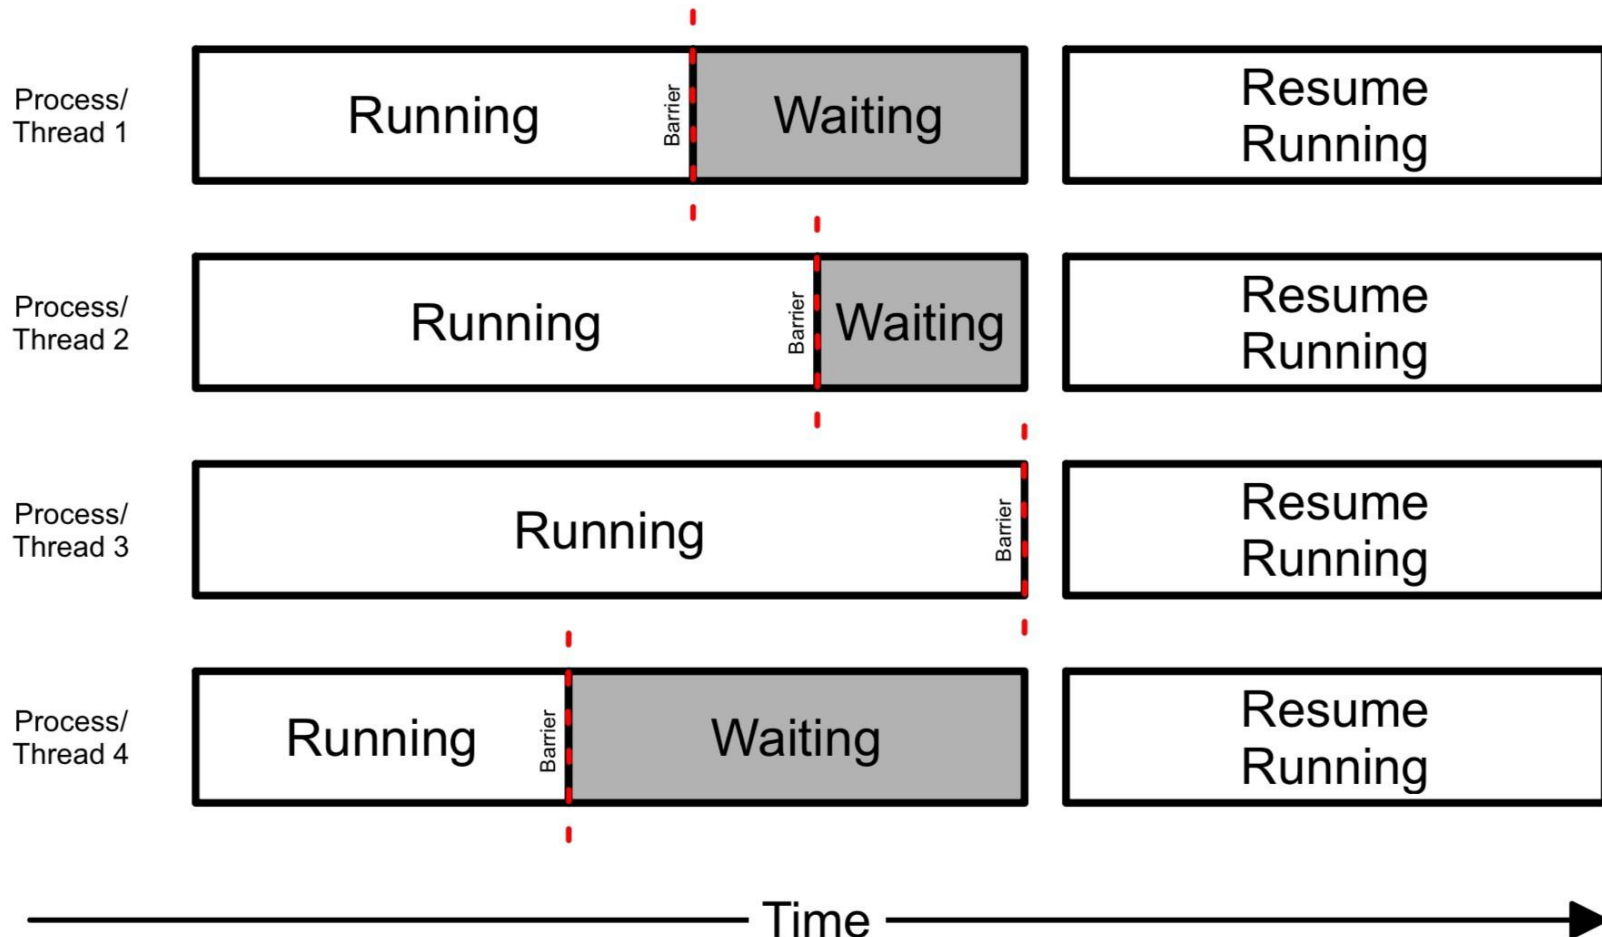 Process/
Thread 1
Running
Barrier
Waiting
Resume
Running
Process/
Thread 2
Running
Barrier
Waiting
Resume
Running
Process/
Thread 3
Running
Barrier
Resume
Running
Process/
Thread 4
Running
Barrier
Waiting
Resume
Running
Time